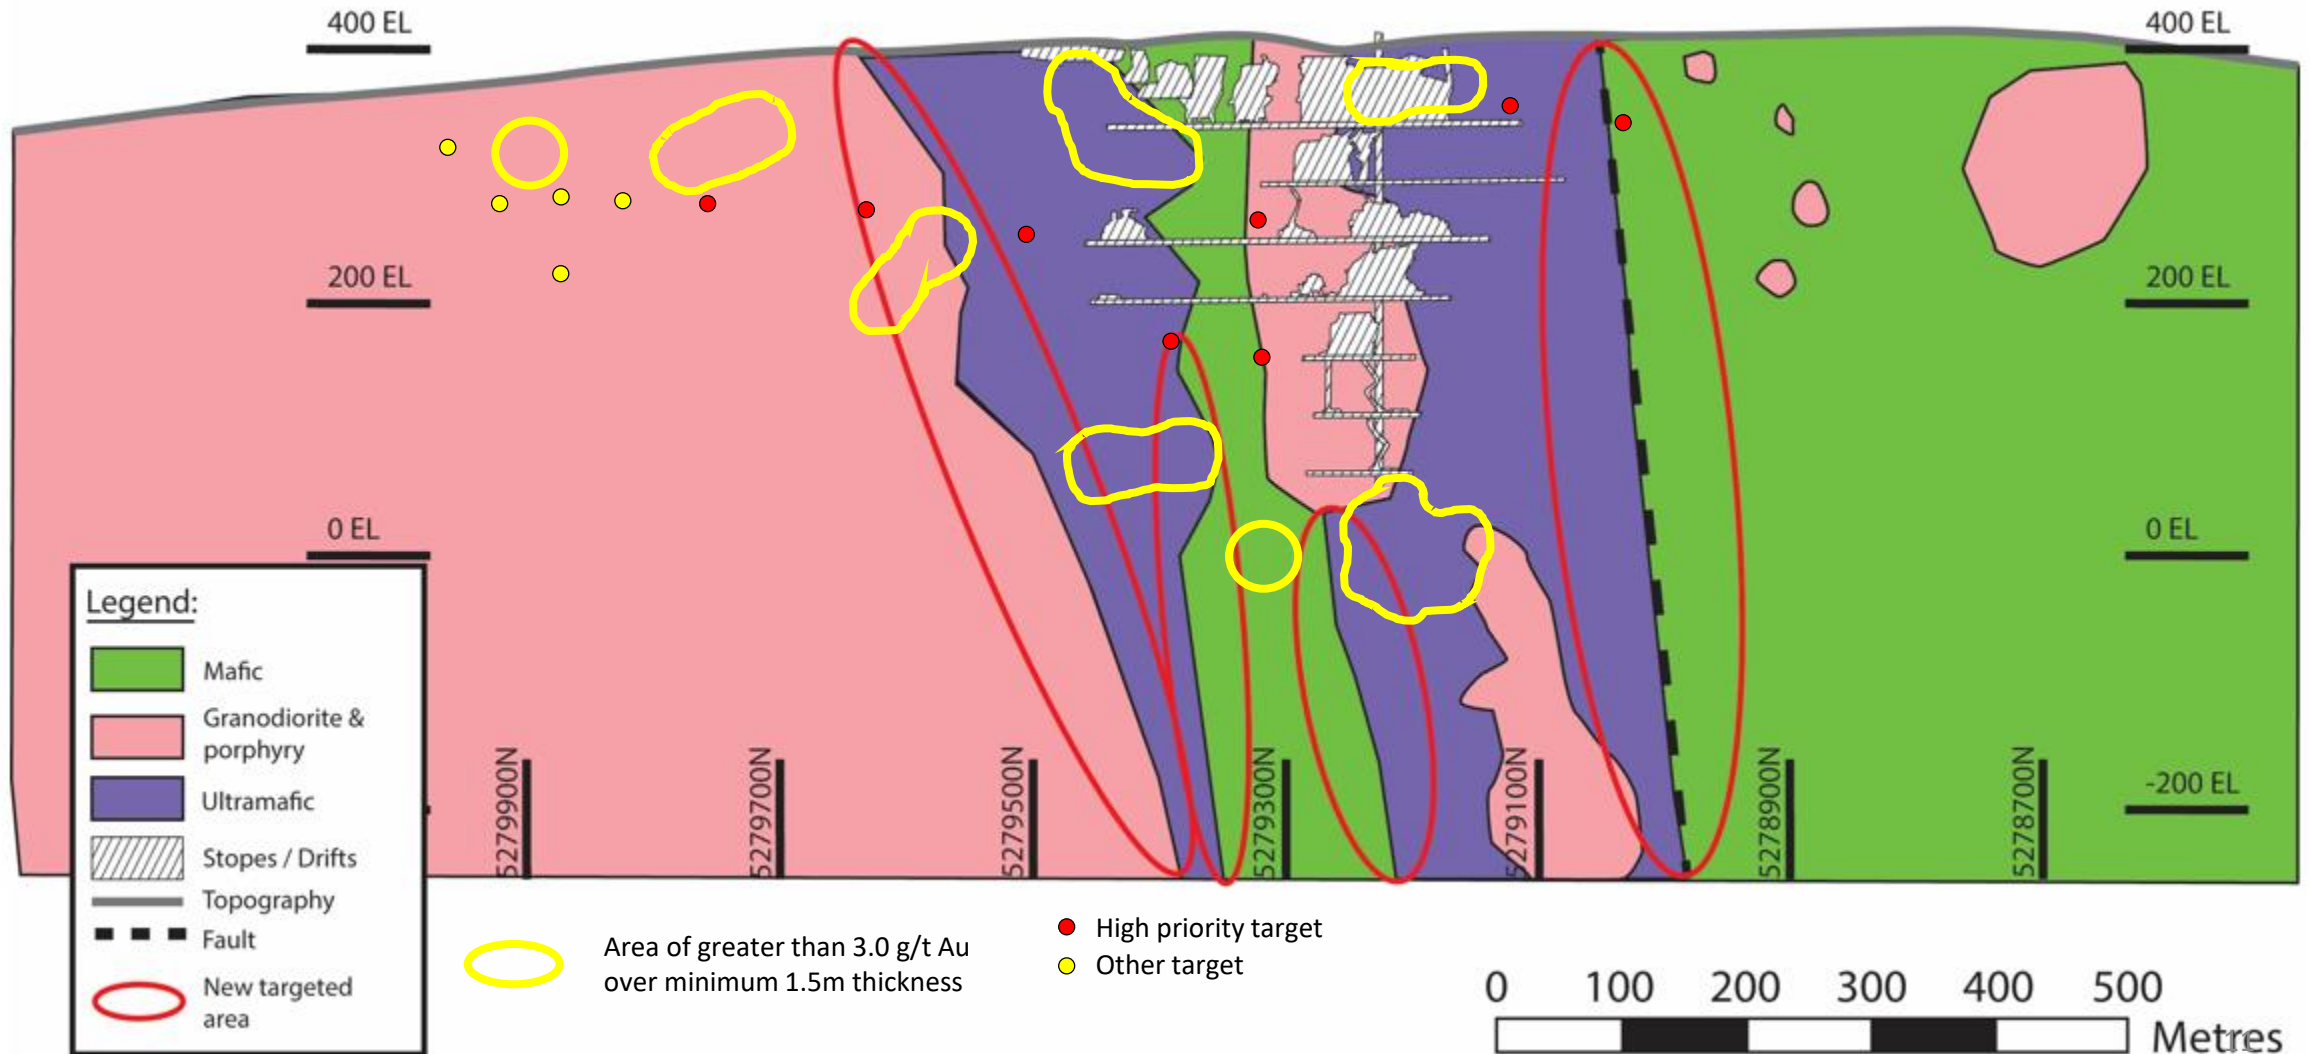 400 EL
400 EL
200 EL
200 EL
0 EL
0 EL
-200 EL
5279900N
5279700N
5279500N
5279300N
5279100N
5278900N
5278700N
Legend:
Mafic
Granodiorite &
porphyry
Ultramafic
Stopes / Drifts
Topography
Fault
New targeted
area
Area of greater than 3.0 g/t Au
over minimum 1.5m thickness
High priority target
Other target
0 100 200 300 400 500
Metres